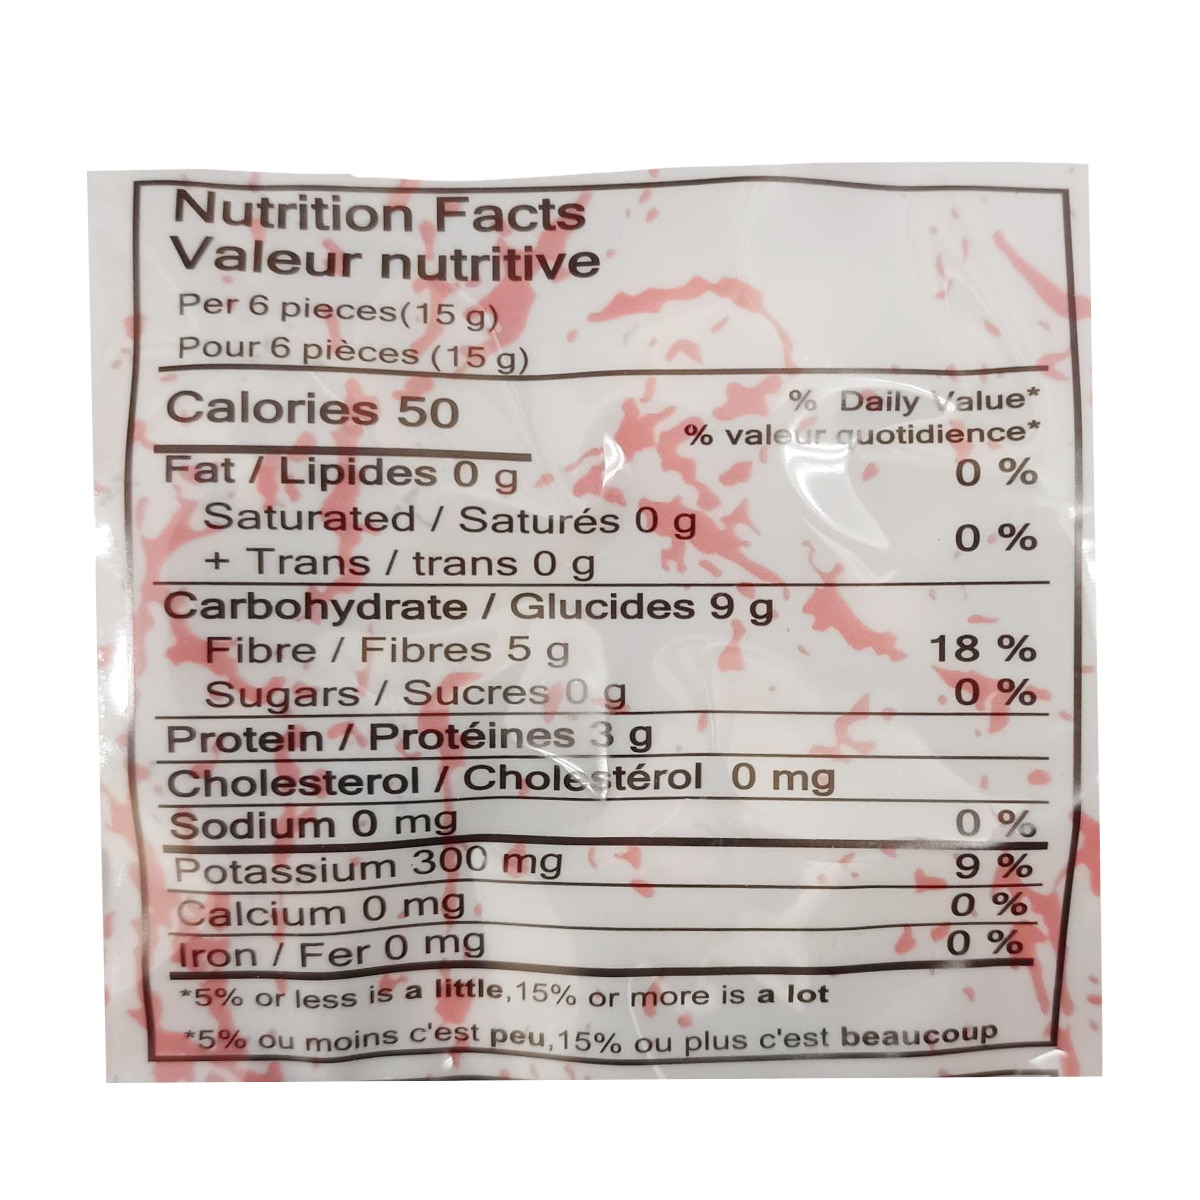 Nutrition Facts
Valeur nutritive
Per 6 pieces(15 g)
Pour 6 pièces (15 g)
Calories 50
% Daily Value*
% valeur quotidience*
Fat / Lipides 0 g 0 %
Saturated / Saturés 0 g
+ Trans / trans 0 g 0 %
Carbohydrate / Glucides 9 g
Fibre / Fibres 5 g 18 %
Sugars / Sucres 0 g 0 %
Protein / Protéines 3 g
Cholesterol / Cholestérol 0 mg
Sodium 0 mg 0 %
Potassium 300 mg 9 %
Calcium 0 mg 0 %
Iron / Fer 0 mg 0 %
*5% or less is a little,15% or more is a lot
*5% ou moins c'est peu,15% ou plus c'est beaucoup